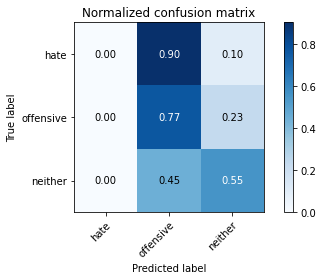 Normalized confusion matrix
True label
hate 0.00 0.90 0.10
offensive 0.00 0.77 0.23
neither 0.00 0.45 0.55
hate offensive neither
Predicted label
0.8
0.6
0.4
0.2
0.0